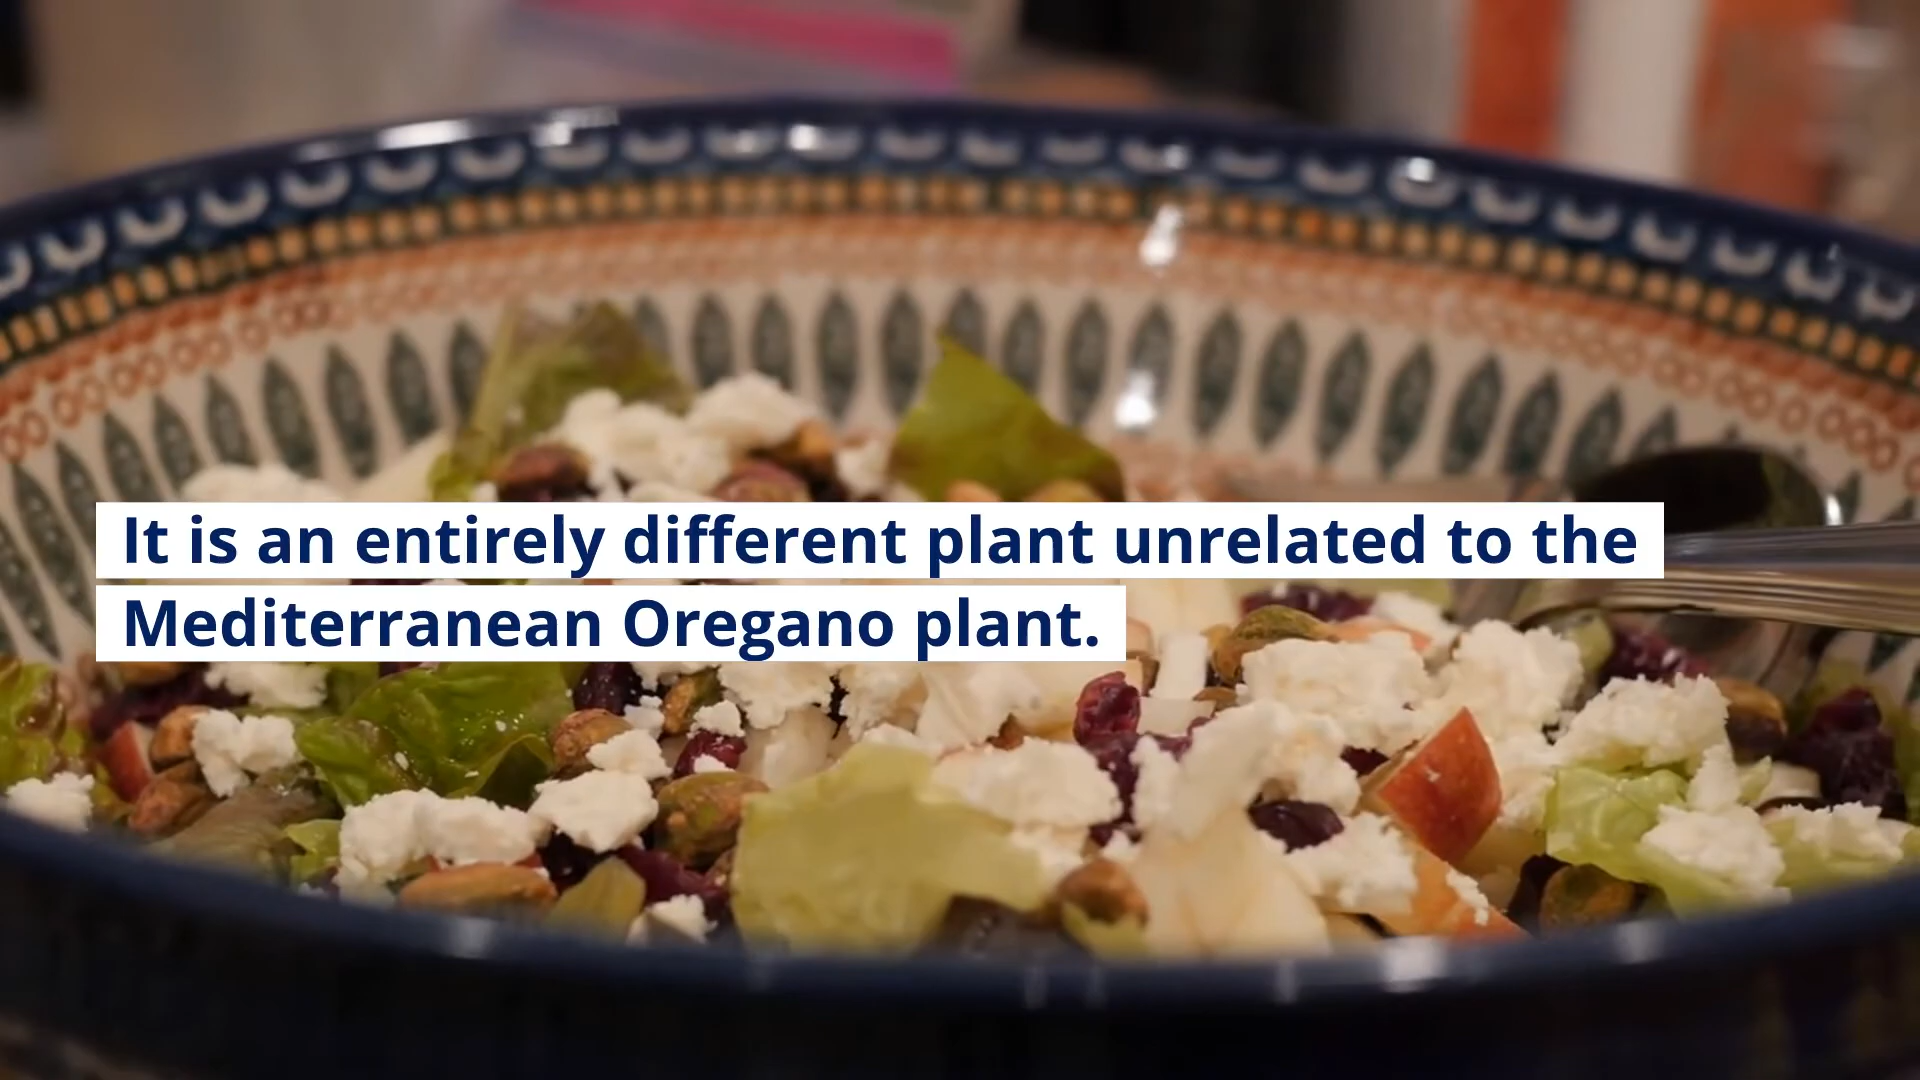 It is an entirely different plant unrelated to the
Mediterranean Oregano plant.